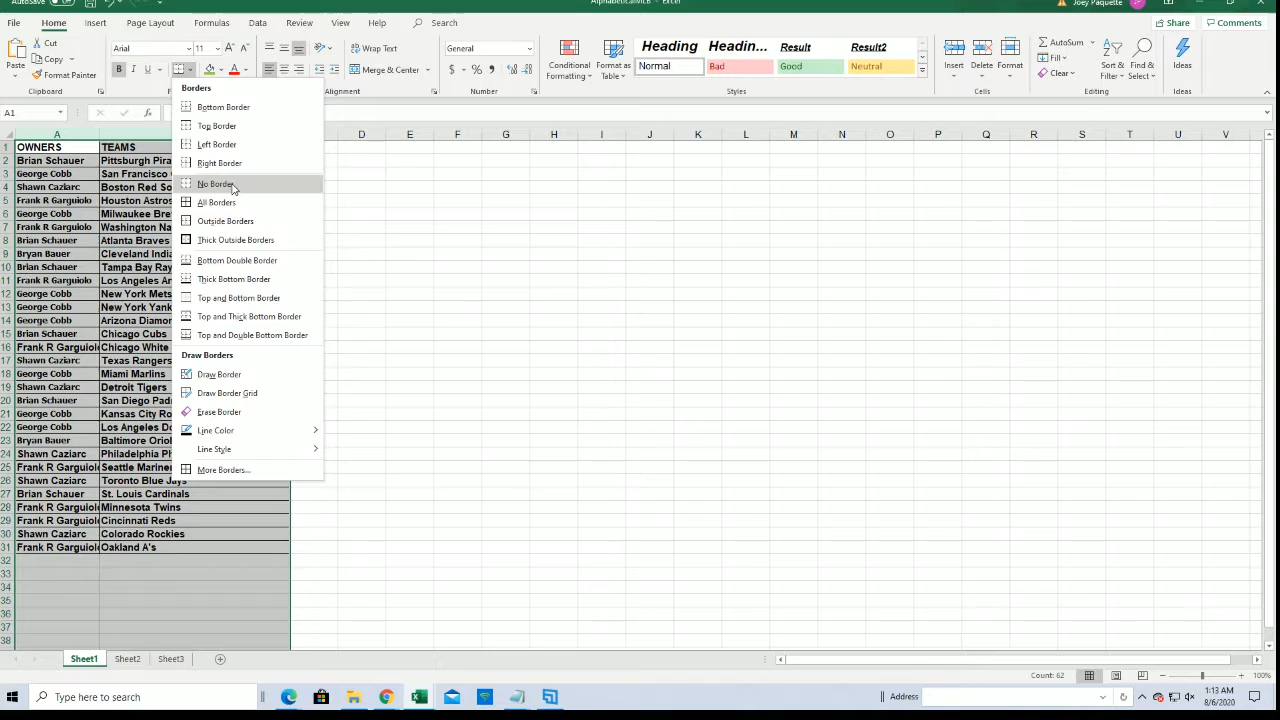 AutoSave
AlphabeticalMLB - Excel
Joey Paquette
File Home Insert Page Layout Formulas Data Review View Help Search Share Comments
Cut
Copy
Format Painter
Paste
Arial 11
B I U
Wrap Text
Merge & Center
General
$ %
Conditional Formatting
Format as Table
Heading Headin... Result Result2
Normal Bad Good Neutral
Insert Delete Format
AutoSum
Fill
Clear
Sort & Filter
Find & Select
Ideas
Clipboard Alignment Number Styles Cells Editing Ideas
A1
A D E F G H I J K L M N O P Q R S T U V
1 OWNERS TEAMS
2 Brian Schauer Pittsburgh Pira
3 George Cobb San Francisco
4 Shawn Caziarc Boston Red So
5 Frank R Garguiolo Houston Astros
6 George Cobb Milwaukee Bre
7 Frank R Garguiolo Washington Na
8 Brian Schauer Atlanta Braves
9 Bryan Bauer Cleveland Indi
10 Brian Schauer Tampa Bay Ray
11 Frank R Garguiolo Los Angeles An
12 George Cobb New York Mets
13 George Cobb New York Yank
14 George Cobb Arizona Diamo
15 Brian Schauer Chicago Cubs
16 Frank R Garguiolo Chicago White
17 Shawn Caziarc Texas Rangers
18 George Cobb Miami Marlins
19 Shawn Caziarc Detroit Tigers
20 Brian Schauer San Diego Padr
21 George Cobb Kansas City Ro
22 George Cobb Los Angeles Do
23 Bryan Bauer Baltimore Oriol
24 Shawn Caziarc Philadelphia Ph
25 Frank R Garguiolo Seattle Mariner
26 Shawn Caziarc Toronto Blue Jays
27 Brian Schauer St. Louis Cardinals
28 Frank R Garguiolo Minnesota Twins
29 Frank R Garguiolo Cincinnati Reds
30 Shawn Caziarc Colorado Rockies
31 Frank R Garguiolo Oakland A's
32
33
34
35
36
37
38
Borders
Bottom Border
Top Border
Left Border
Right Border
No Border
All Borders
Outside Borders
Thick Outside Borders
Bottom Double Border
Thick Bottom Border
Top and Bottom Border
Top and Thick Bottom Border
Top and Double Bottom Border
Draw Borders
Draw Border
Draw Border Grid
Erase Border
Line Color
Line Style
More Borders...
Sheet1 Sheet2 Sheet3
Count: 62 100%
Type here to search
Address
1:13 AM
8/6/2020